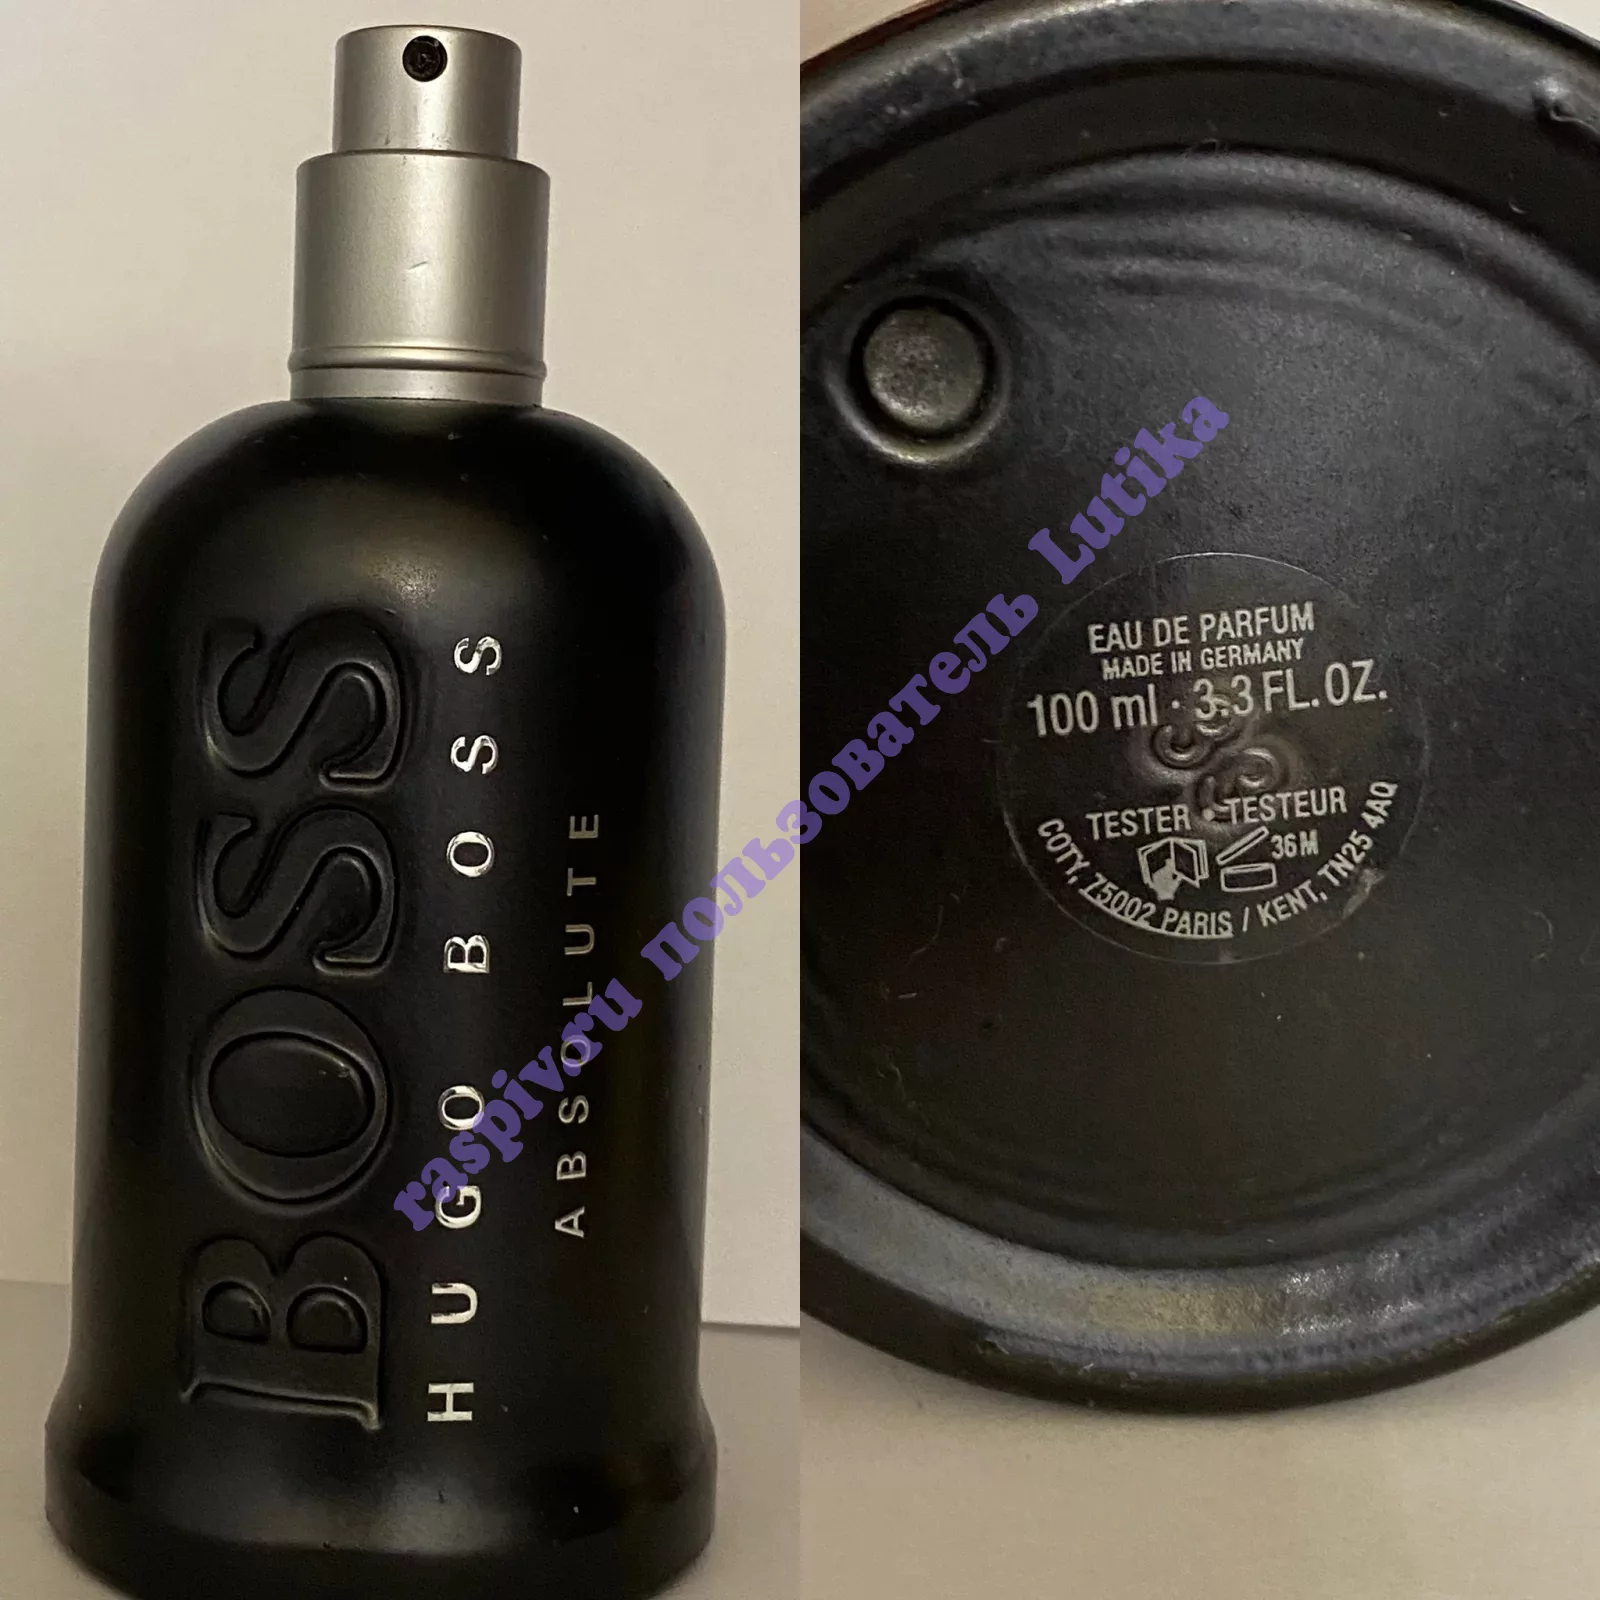 BOSS
HUGO BOSS
ABSOLUTE
raspiv.ru пользователь Lutika
EAU DE PARFUM
MADE IN GERMANY
100 ml · 3.3 FL.OZ.
TESTER · TESTEUR
36M
COTY, 75002 PARIS / KENT, TN25 4AQ